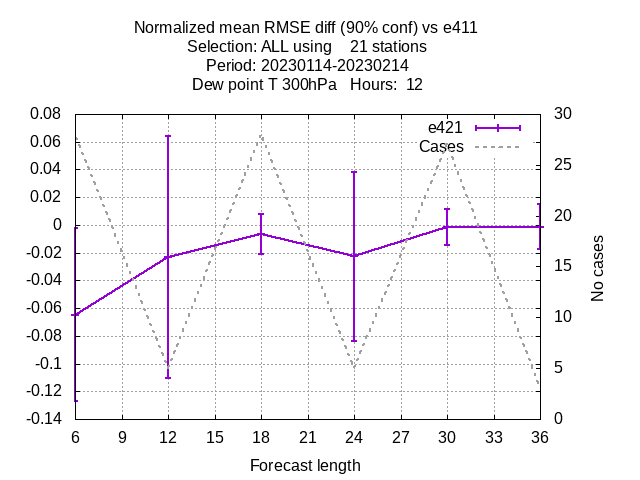 Normalized mean RMSE diff (90% conf) vs e411
Selection: ALL using    21 stations
Period: 20230114-20230214
Dew point T 300hPa   Hours:  12
e421
Cases
0.08
0.06
0.04
0.02
0
-0.02
-0.04
-0.06
-0.08
-0.1
-0.12
-0.14
30
25
20
15
10
5
0
No cases
6 9 12 15 18 21 24 27 30 33 36
Forecast length